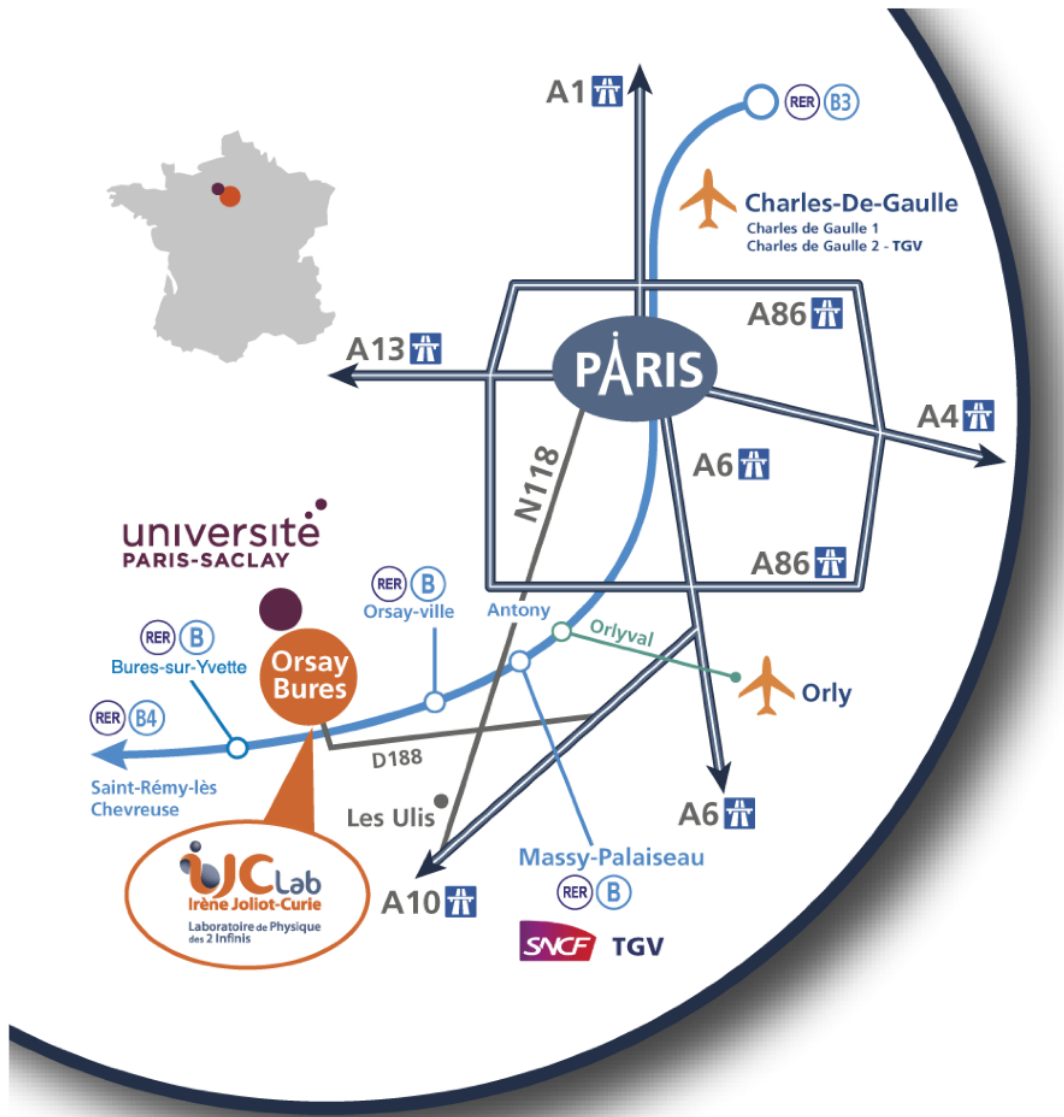 A1
RER B3
Charles-De-Gaulle
Charles de Gaulle 1
Charles de Gaulle 2 - TGV
A86
A13
PARIS
A4
A6
N118
université
PARIS-SACLAY
A86
RER B
Orsay-ville
Antony
Orlyval
RER B
Bures-sur-Yvette
Orsay
Bures
Orly
RER B4
D188
Saint-Rémy-lès
Chevreuse
Les Ulis
A6
Massy-Palaiseau
RER B
iJCLab
Irène Joliot-Curie
Laboratoire de Physique
des 2 Infinis
A10
SNCF TGV